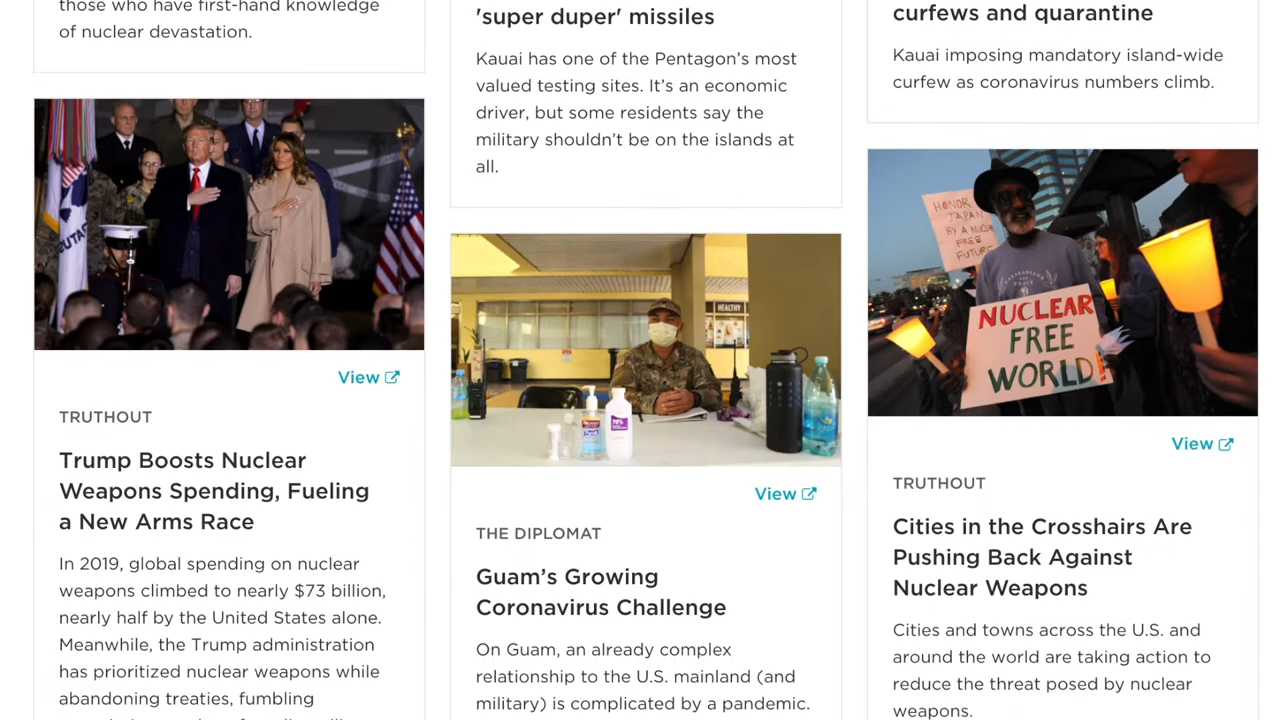 those who have first-hand knowledge
of nuclear devastation.
View
TRUTHOUT
Trump Boosts Nuclear
Weapons Spending, Fueling
a New Arms Race
In 2019, global spending on nuclear
weapons climbed to nearly $73 billion,
nearly half by the United States alone.
Meanwhile, the Trump administration
has prioritized nuclear weapons while
abandoning treaties, fumbling
'super duper' missiles
Kauai has one of the Pentagon’s most
valued testing sites. It’s an economic
driver, but some residents say the
military shouldn’t be on the islands at
all.
HEALTHY
View
THE DIPLOMAT
Guam’s Growing
Coronavirus Challenge
On Guam, an already complex
relationship to the U.S. mainland (and
military) is complicated by a pandemic.
curfews and quarantine
Kauai imposing mandatory island-wide
curfew as coronavirus numbers climb.
HONOR
JAPAN
BY A NUCLEAR
FREE
FUTURE
NUCLEAR
FREE
WORLD!
View
TRUTHOUT
Cities in the Crosshairs Are
Pushing Back Against
Nuclear Weapons
Cities and towns across the U.S. and
around the world are taking action to
reduce the threat posed by nuclear
weapons.